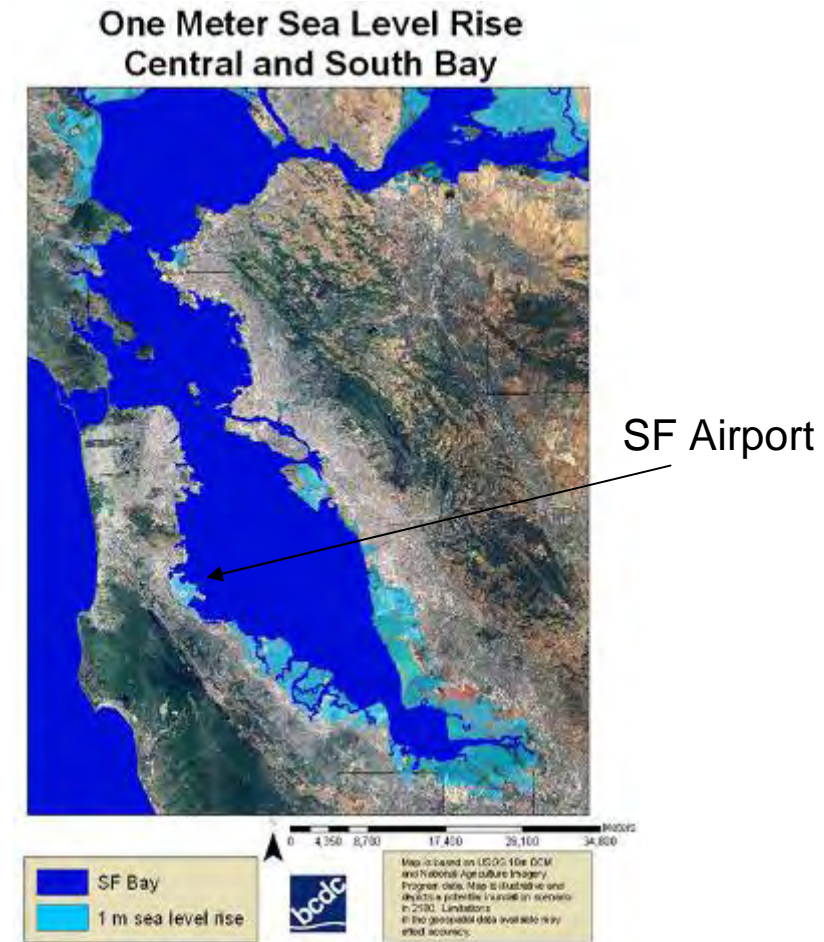 One Meter Sea Level Rise
Central and South Bay
SF Airport
Meters
0 4,350 8,700 17,400 26,100 34,800
SF Bay
1 m sea level rise
bcdc
Map is based on USGS 10m DEM
and National Agriculture Imagery
Program data. Map is illustrative and
depicts a potential inundation scenario
in 2100. Limitations
in the geospatial data available may
effect accuracy.